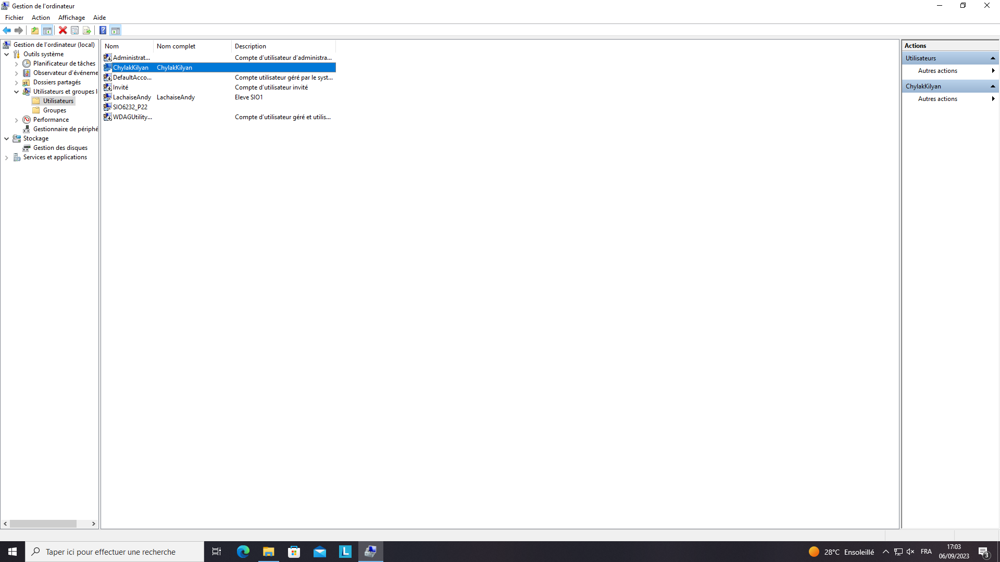 Gestion de l'ordinateur
Fichier Action Affichage Aide
Gestion de l'ordinateur (local)
Outils système
Planificateur de tâches
Observateur d'événeme
Dossiers partagés
Utilisateurs et groupes l
Utilisateurs
Groupes
Performance
Gestionnaire de périphé
Stockage
Gestion des disques
Services et applications
Nom Nom complet Description
Administrat... Compte d'utilisateur d'administra...
ChylakKilyan ChylakKilyan
DefaultAcco... Compte utilisateur géré par le syst...
Invité Compte d'utilisateur invité
LachaiseAndy LachaiseAndy Eleve SIO1
SIO6232_P22
WDAGUtility... Compte d'utilisateur géré et utilis...
Actions
Utilisateurs
Autres actions
ChylakKilyan
Autres actions
Taper ici pour effectuer une recherche
L
28°C Ensoleillé
FRA
17:03
06/09/2023
3